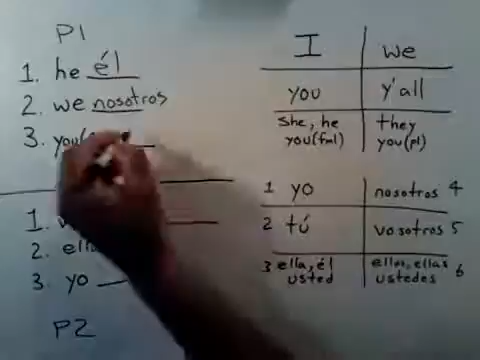 P1
1. he él
2. we nosotros
3. you(
1.
2. ella
3. yo
P2
I we
you y'all
she, he they
you(fml) you(pl)
1 yo nosotros 4
2 tú vosotros 5
3 ella, él ellos, ellas 6
usted ustedes